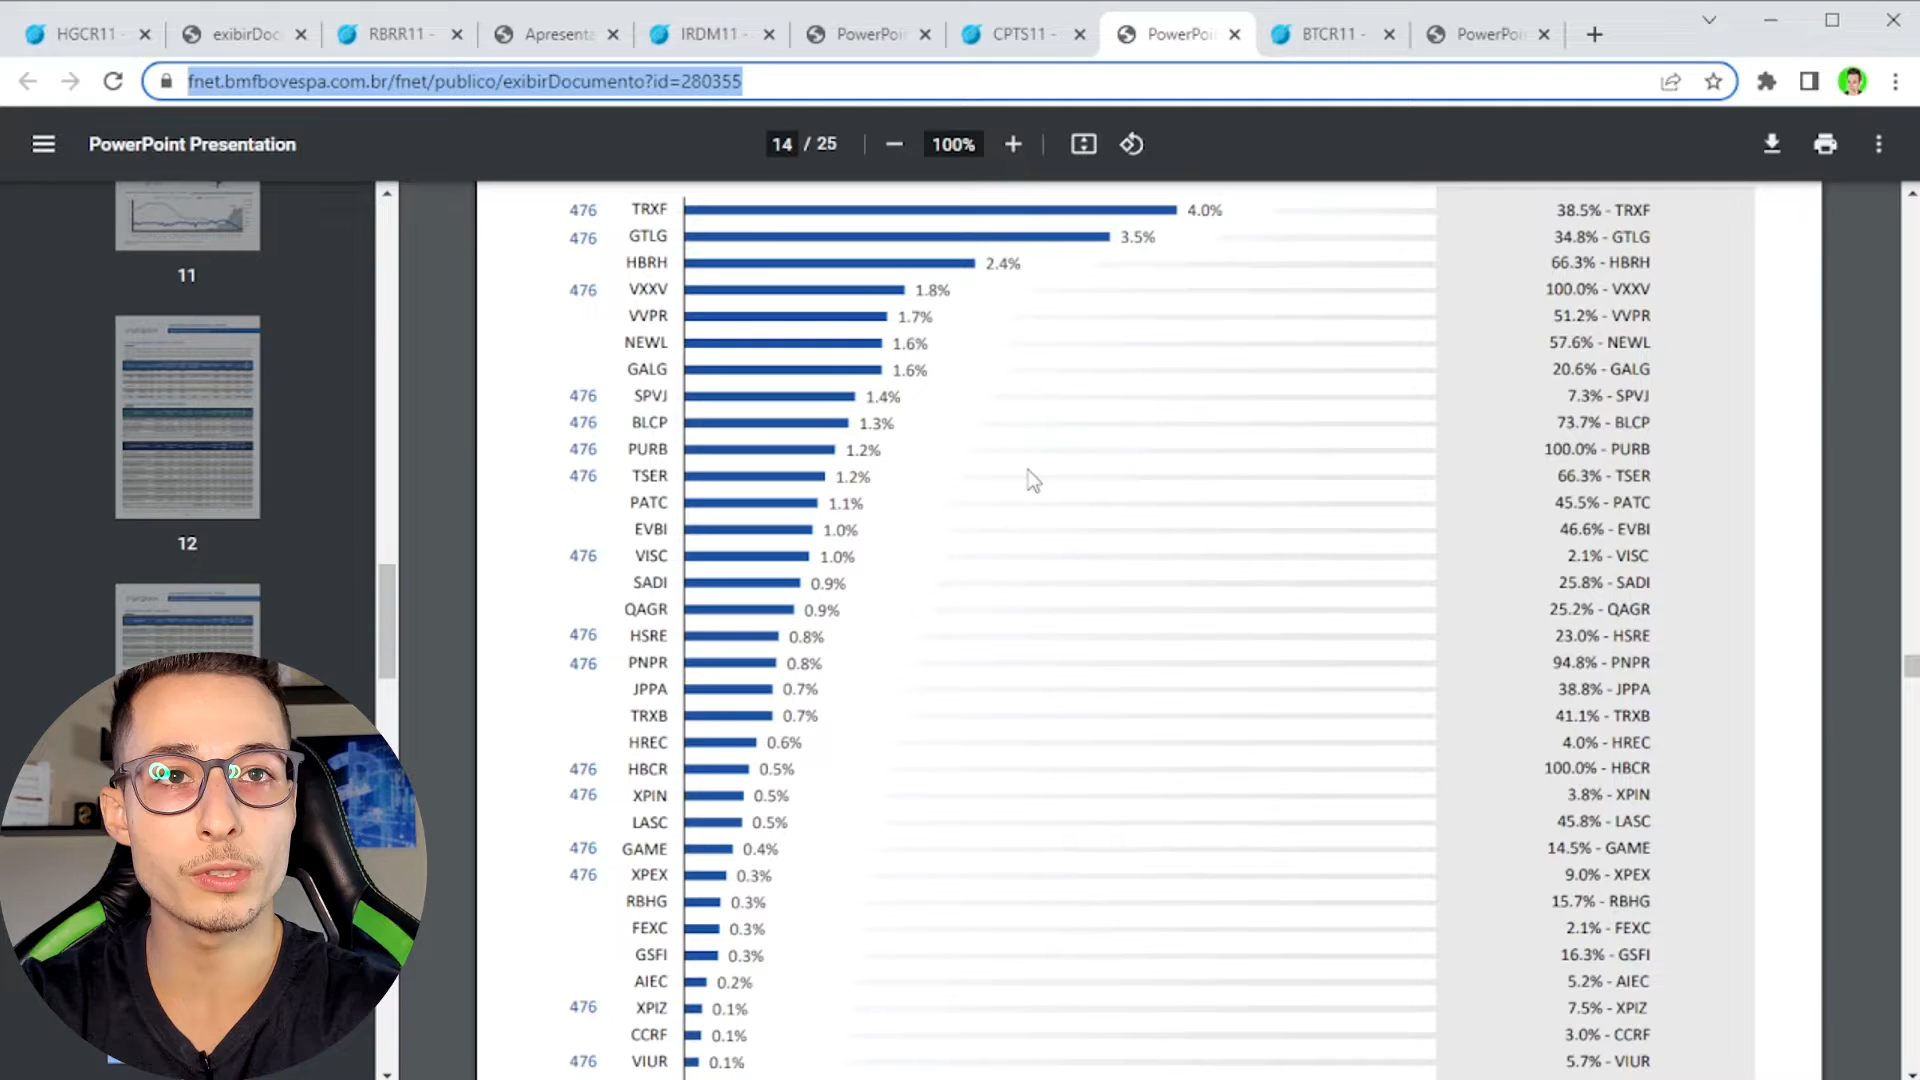 HGCR11 -
exibirDoc
RBRR11 -
Apresenta
IRDM11 -
PowerPoi
CPTS11 -
PowerPoi
BTCR11 -
PowerPoi
fnet.bmfbovespa.com.br/fnet/publico/exibirDocumento?id=280355
PowerPoint Presentation
14 / 25
100%
11
12
476 TRXF 4.0% 38.5% - TRXF
476 GTLG 3.5% 34.8% - GTLG
HBRH 2.4% 66.3% - HBRH
476 VXXV 1.8% 100.0% - VXXV
VVPR 1.7% 51.2% - VVPR
NEWL 1.6% 57.6% - NEWL
GALG 1.6% 20.6% - GALG
476 SPVJ 1.4% 7.3% - SPVJ
476 BLCP 1.3% 73.7% - BLCP
476 PURB 1.2% 100.0% - PURB
476 TSER 1.2% 66.3% - TSER
PATC 1.1% 45.5% - PATC
EVBI 1.0% 46.6% - EVBI
476 VISC 1.0% 2.1% - VISC
SADI 0.9% 25.8% - SADI
QAGR 0.9% 25.2% - QAGR
476 HSRE 0.8% 23.0% - HSRE
476 PNPR 0.8% 94.8% - PNPR
JPPA 0.7% 38.8% - JPPA
TRXB 0.7% 41.1% - TRXB
HREC 0.6% 4.0% - HREC
476 HBCR 0.5% 100.0% - HBCR
476 XPIN 0.5% 3.8% - XPIN
LASC 0.5% 45.8% - LASC
476 GAME 0.4% 14.5% - GAME
476 XPEX 0.3% 9.0% - XPEX
RBHG 0.3% 15.7% - RBHG
FEXC 0.3% 2.1% - FEXC
GSFI 0.3% 16.3% - GSFI
AIEC 0.2% 5.2% - AIEC
476 XPIZ 0.1% 7.5% - XPIZ
CCRF 0.1% 3.0% - CCRF
476 VIUR 0.1% 5.7% - VIUR